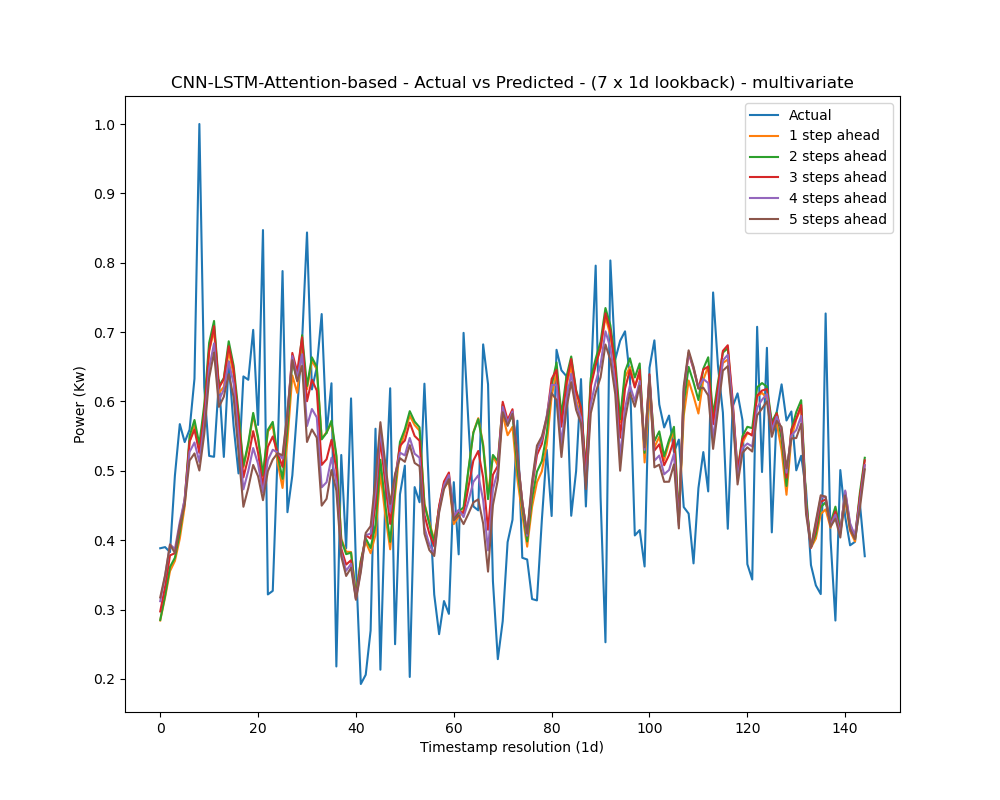 CNN-LSTM-Attention-based - Actual vs Predicted - (7 x 1d lookback) - multivariate
Actual
1 step ahead
2 steps ahead
3 steps ahead
4 steps ahead
5 steps ahead
1.0
0.9
0.8
0.7
0.6
0.5
0.4
0.3
0.2
Power (Kw)
0 20 40 60 80 100 120 140
Timestamp resolution (1d)